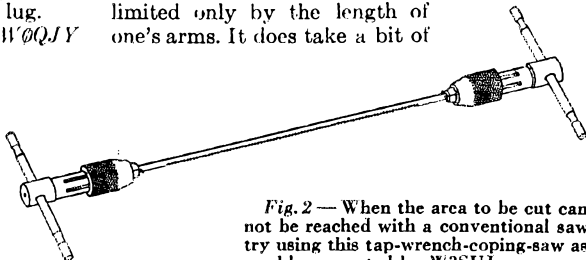 lug.
WØQJY
limited only by the length of
one's arms. It does take a bit of
Fig. 2 — When the area to be cut can
not be reached with a conventional saw
try using this tap-wrench-coping-saw as